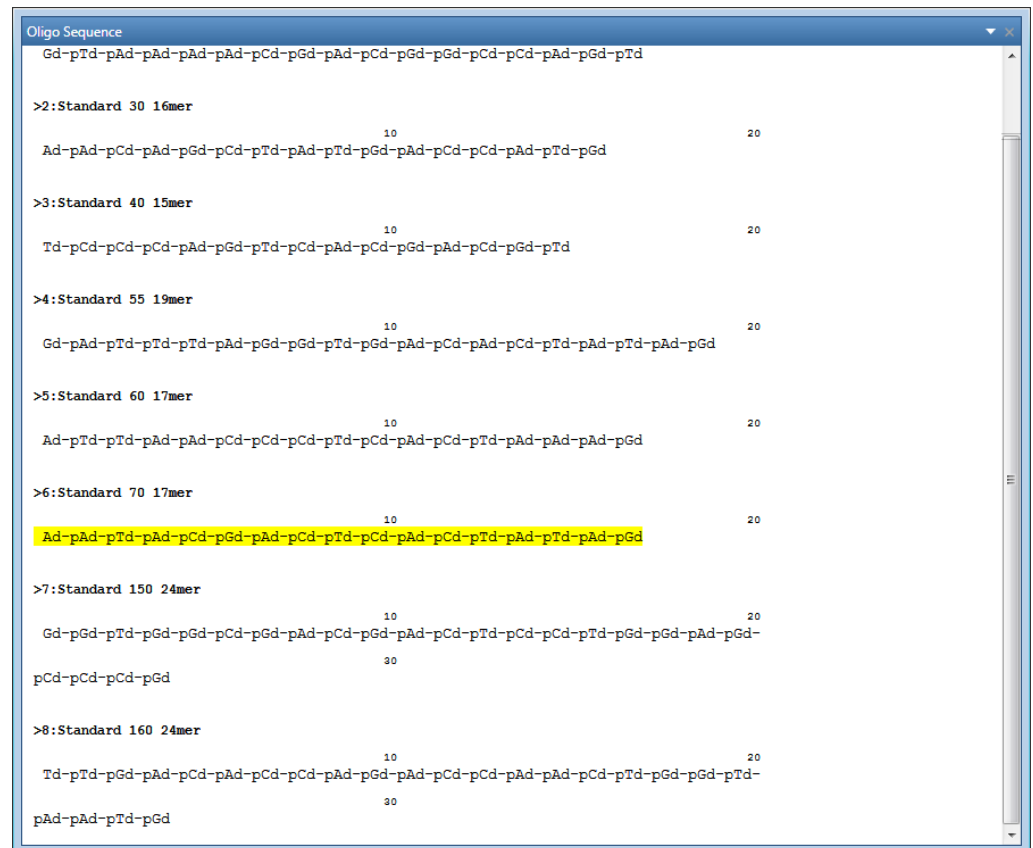 Oligo Sequence
Gd-pTd-pAd-pAd-pAd-pAd-pCd-pGd-pAd-pCd-pGd-pGd-pCd-pCd-pAd-pGd-pTd
>2:Standard 30 16mer
10 20
Ad-pAd-pCd-pAd-pGd-pCd-pTd-pAd-pTd-pGd-pAd-pCd-pCd-pAd-pTd-pGd
>3:Standard 40 15mer
10 20
Td-pCd-pCd-pCd-pAd-pGd-pTd-pCd-pAd-pCd-pGd-pAd-pCd-pGd-pTd
>4:Standard 55 19mer
10 20
Gd-pAd-pTd-pTd-pTd-pAd-pGd-pGd-pTd-pGd-pAd-pCd-pAd-pCd-pTd-pAd-pTd-pAd-pGd
>5:Standard 60 17mer
10 20
Ad-pTd-pTd-pAd-pAd-pCd-pCd-pCd-pTd-pCd-pAd-pCd-pTd-pAd-pAd-pAd-pGd
>6:Standard 70 17mer
10 20
Ad-pAd-pTd-pAd-pCd-pGd-pAd-pCd-pTd-pCd-pAd-pCd-pTd-pAd-pTd-pAd-pGd
>7:Standard 150 24mer
10 20
Gd-pGd-pTd-pGd-pGd-pCd-pGd-pAd-pCd-pGd-pAd-pCd-pTd-pCd-pCd-pTd-pGd-pGd-pAd-pGd-
30
pCd-pCd-pCd-pGd
>8:Standard 160 24mer
10 20
Td-pTd-pGd-pAd-pCd-pAd-pCd-pCd-pAd-pGd-pAd-pCd-pCd-pAd-pAd-pCd-pTd-pGd-pGd-pTd-
30
pAd-pAd-pTd-pGd